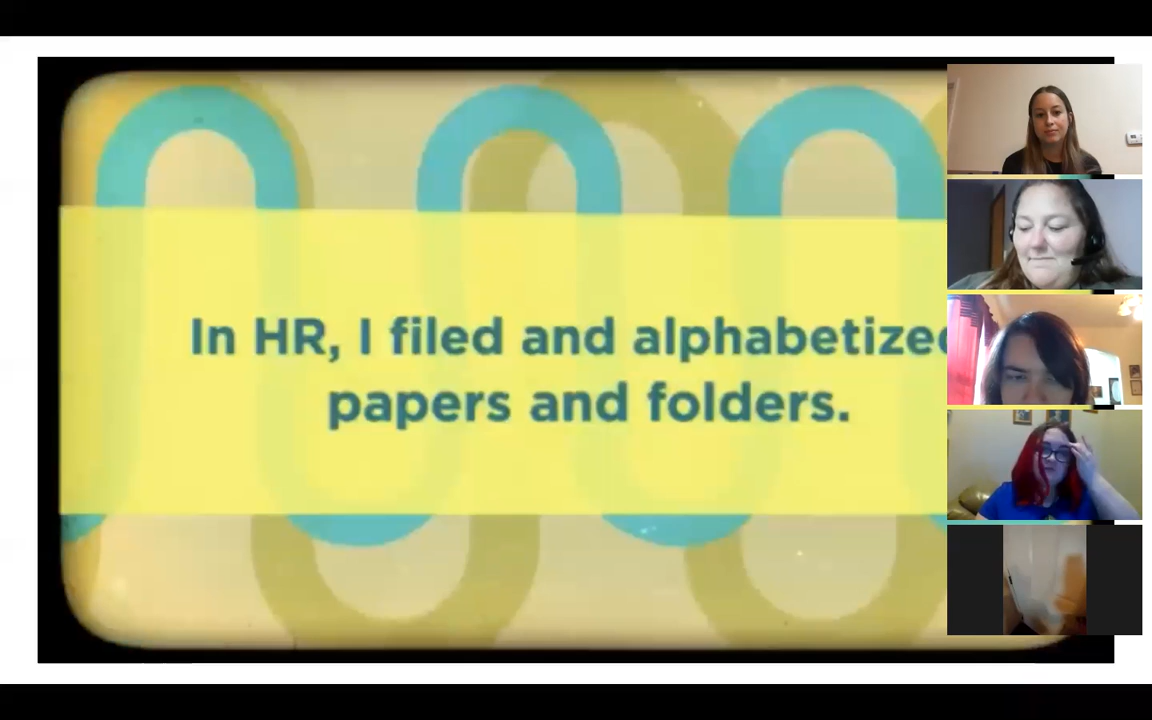 In HR, I filed and alphabetized
papers and folders.